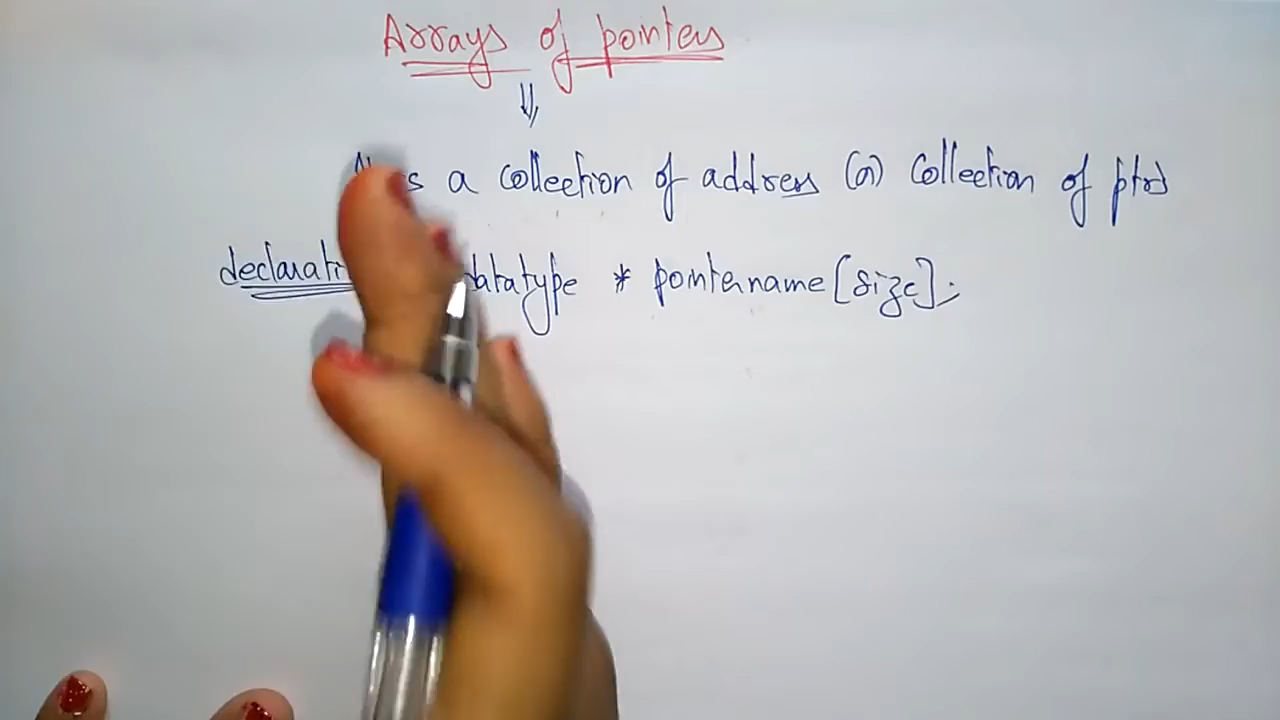 Arrays of pointers
⇓
s a collection of address (or) collection of ptrs
declarati datatype * pointername[size];